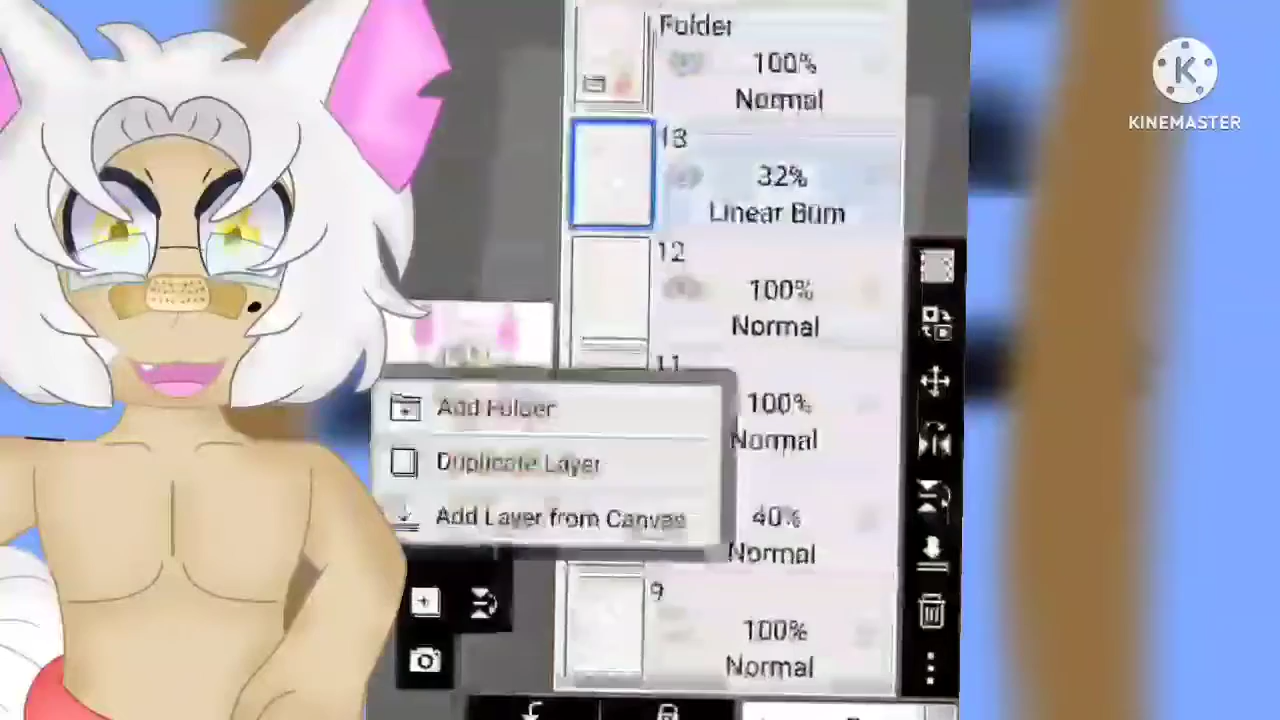 Folder
100%
Normal
13
32%
Linear Burn
12
100%
Normal
11
100%
Normal
40%
Normal
9
100%
Normal
Add Folder
Duplicate Layer
Add Layer from Canvas
K
KINEMASTER